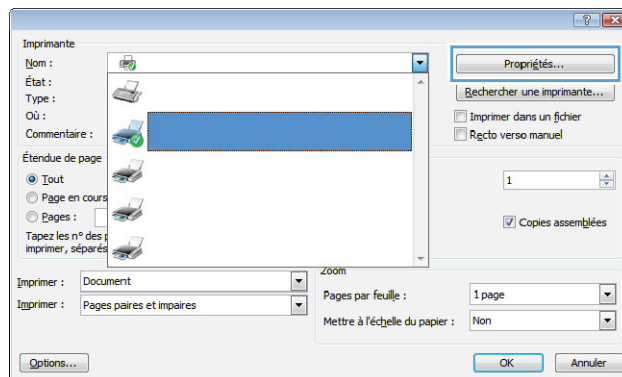 Imprimante
Nom :
Propriétés...
État :
Type :
Rechercher une imprimante...
Où :
Imprimer dans un fichier
Commentaire :
Recto verso manuel
Étendue de page
Tout
1
Page en cours
Pages :
Copies assemblées
Tapez les nº des
imprimer, séparés
Zoom
Imprimer : Document
Pages par feuille : 1 page
Imprimer : Pages paires et impaires
Mettre à l'échelle du papier : Non
Options...
OK
Annuler